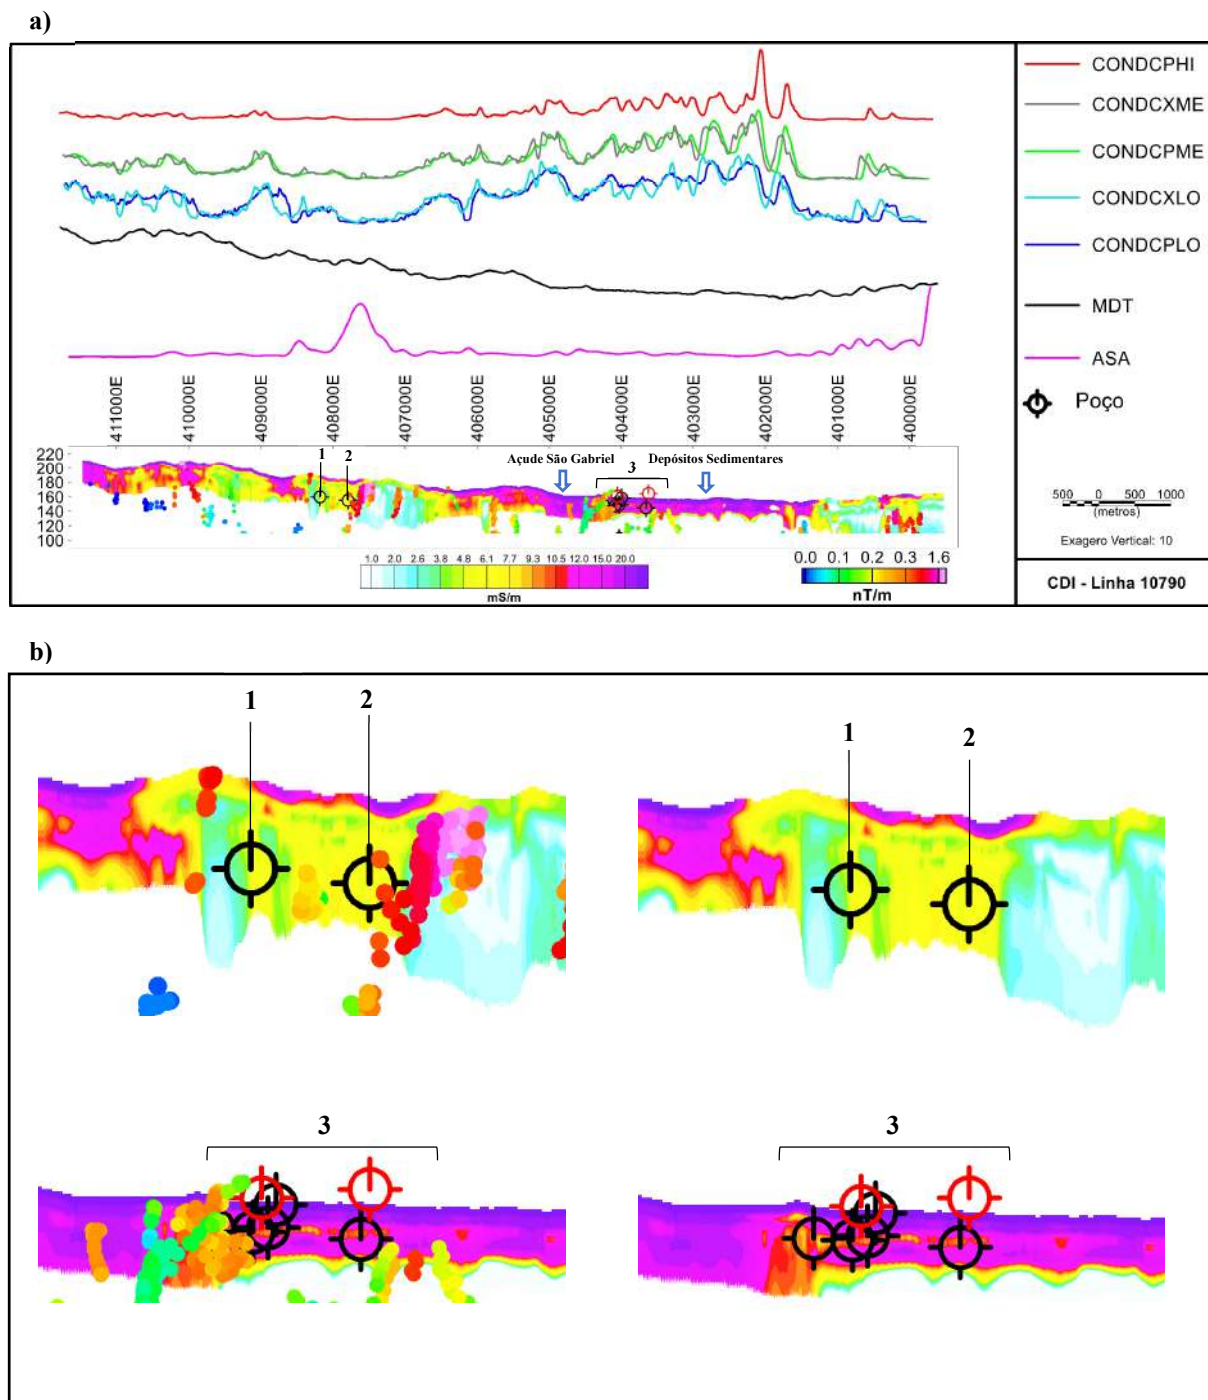 a)
CONDCPHI
CONDCXME
CONDCPME
CONDCXLO
CONDCPLO
MDT
ASA
Poço
411000E 410000E 409000E 408000E 407000E 406000E 405000E 404000E 403000E 402000E 401000E 400000E
220
200
180
160
140
120
100
1 2 Açude São Gabriel 3 Depósitos Sedimentares
500 0 500 1000
(metros)
Exagero Vertical: 10
1.0 2.0 2.6 3.8 4.8 6.1 7.7 9.3 10.5 12.0 15.0 20.0
mS/m
0.0 0.1 0.2 0.3 1.6
nT/m
CDI - Linha 10790
b)
1 2
1 2
3
3